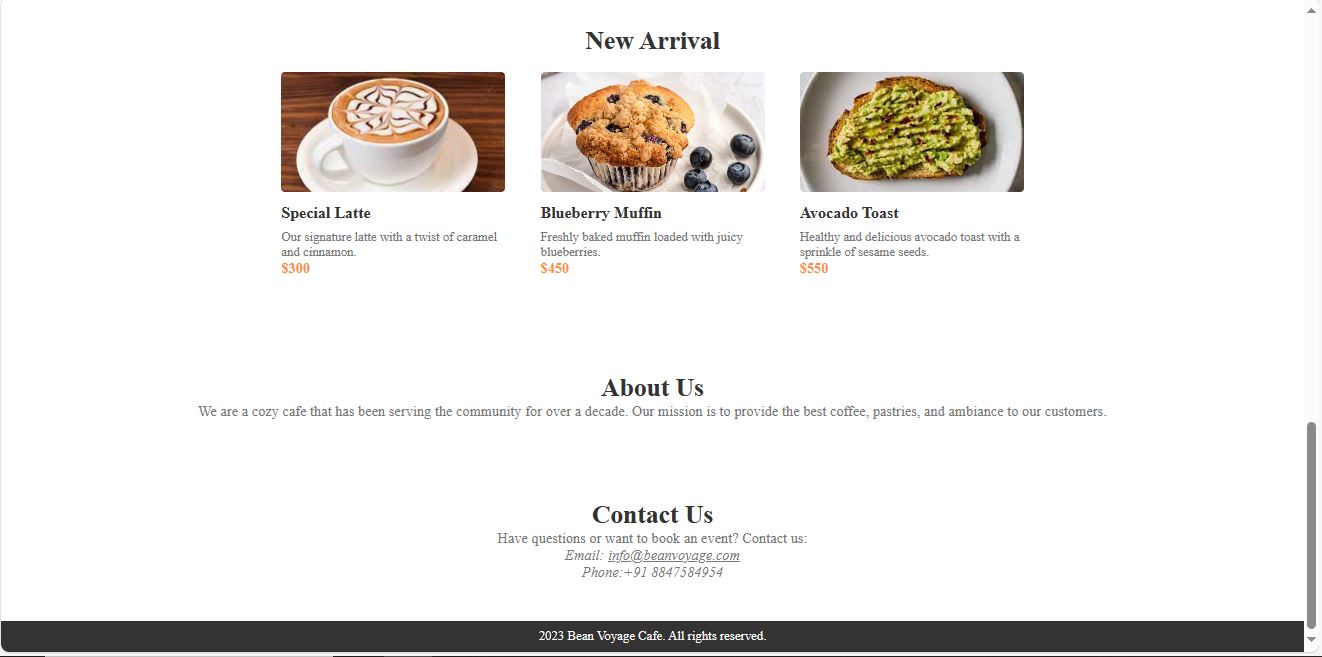 New Arrival
Special Latte
Our signature latte with a twist of caramel
and cinnamon.
$300
Blueberry Muffin
Freshly baked muffin loaded with juicy
blueberries.
$450
Avocado Toast
Healthy and delicious avocado toast with a
sprinkle of sesame seeds.
$550
About Us
We are a cozy cafe that has been serving the community for over a decade. Our mission is to provide the best coffee, pastries, and ambiance to our customers.
Contact Us
Have questions or want to book an event? Contact us:
Email: info@beanvoyage.com
Phone:+91 8847584954
2023 Bean Voyage Cafe. All rights reserved.